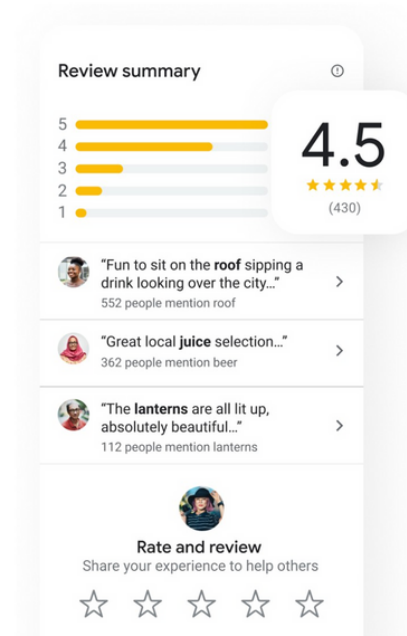 Review summary
5
4
3
2
1
4.5
(430)
“Fun to sit on the roof sipping a
drink looking over the city...”
552 people mention roof
“Great local juice selection...”
362 people mention beer
“The lanterns are all lit up,
absolutely beautiful...”
112 people mention lanterns
Rate and review
Share your experience to help others